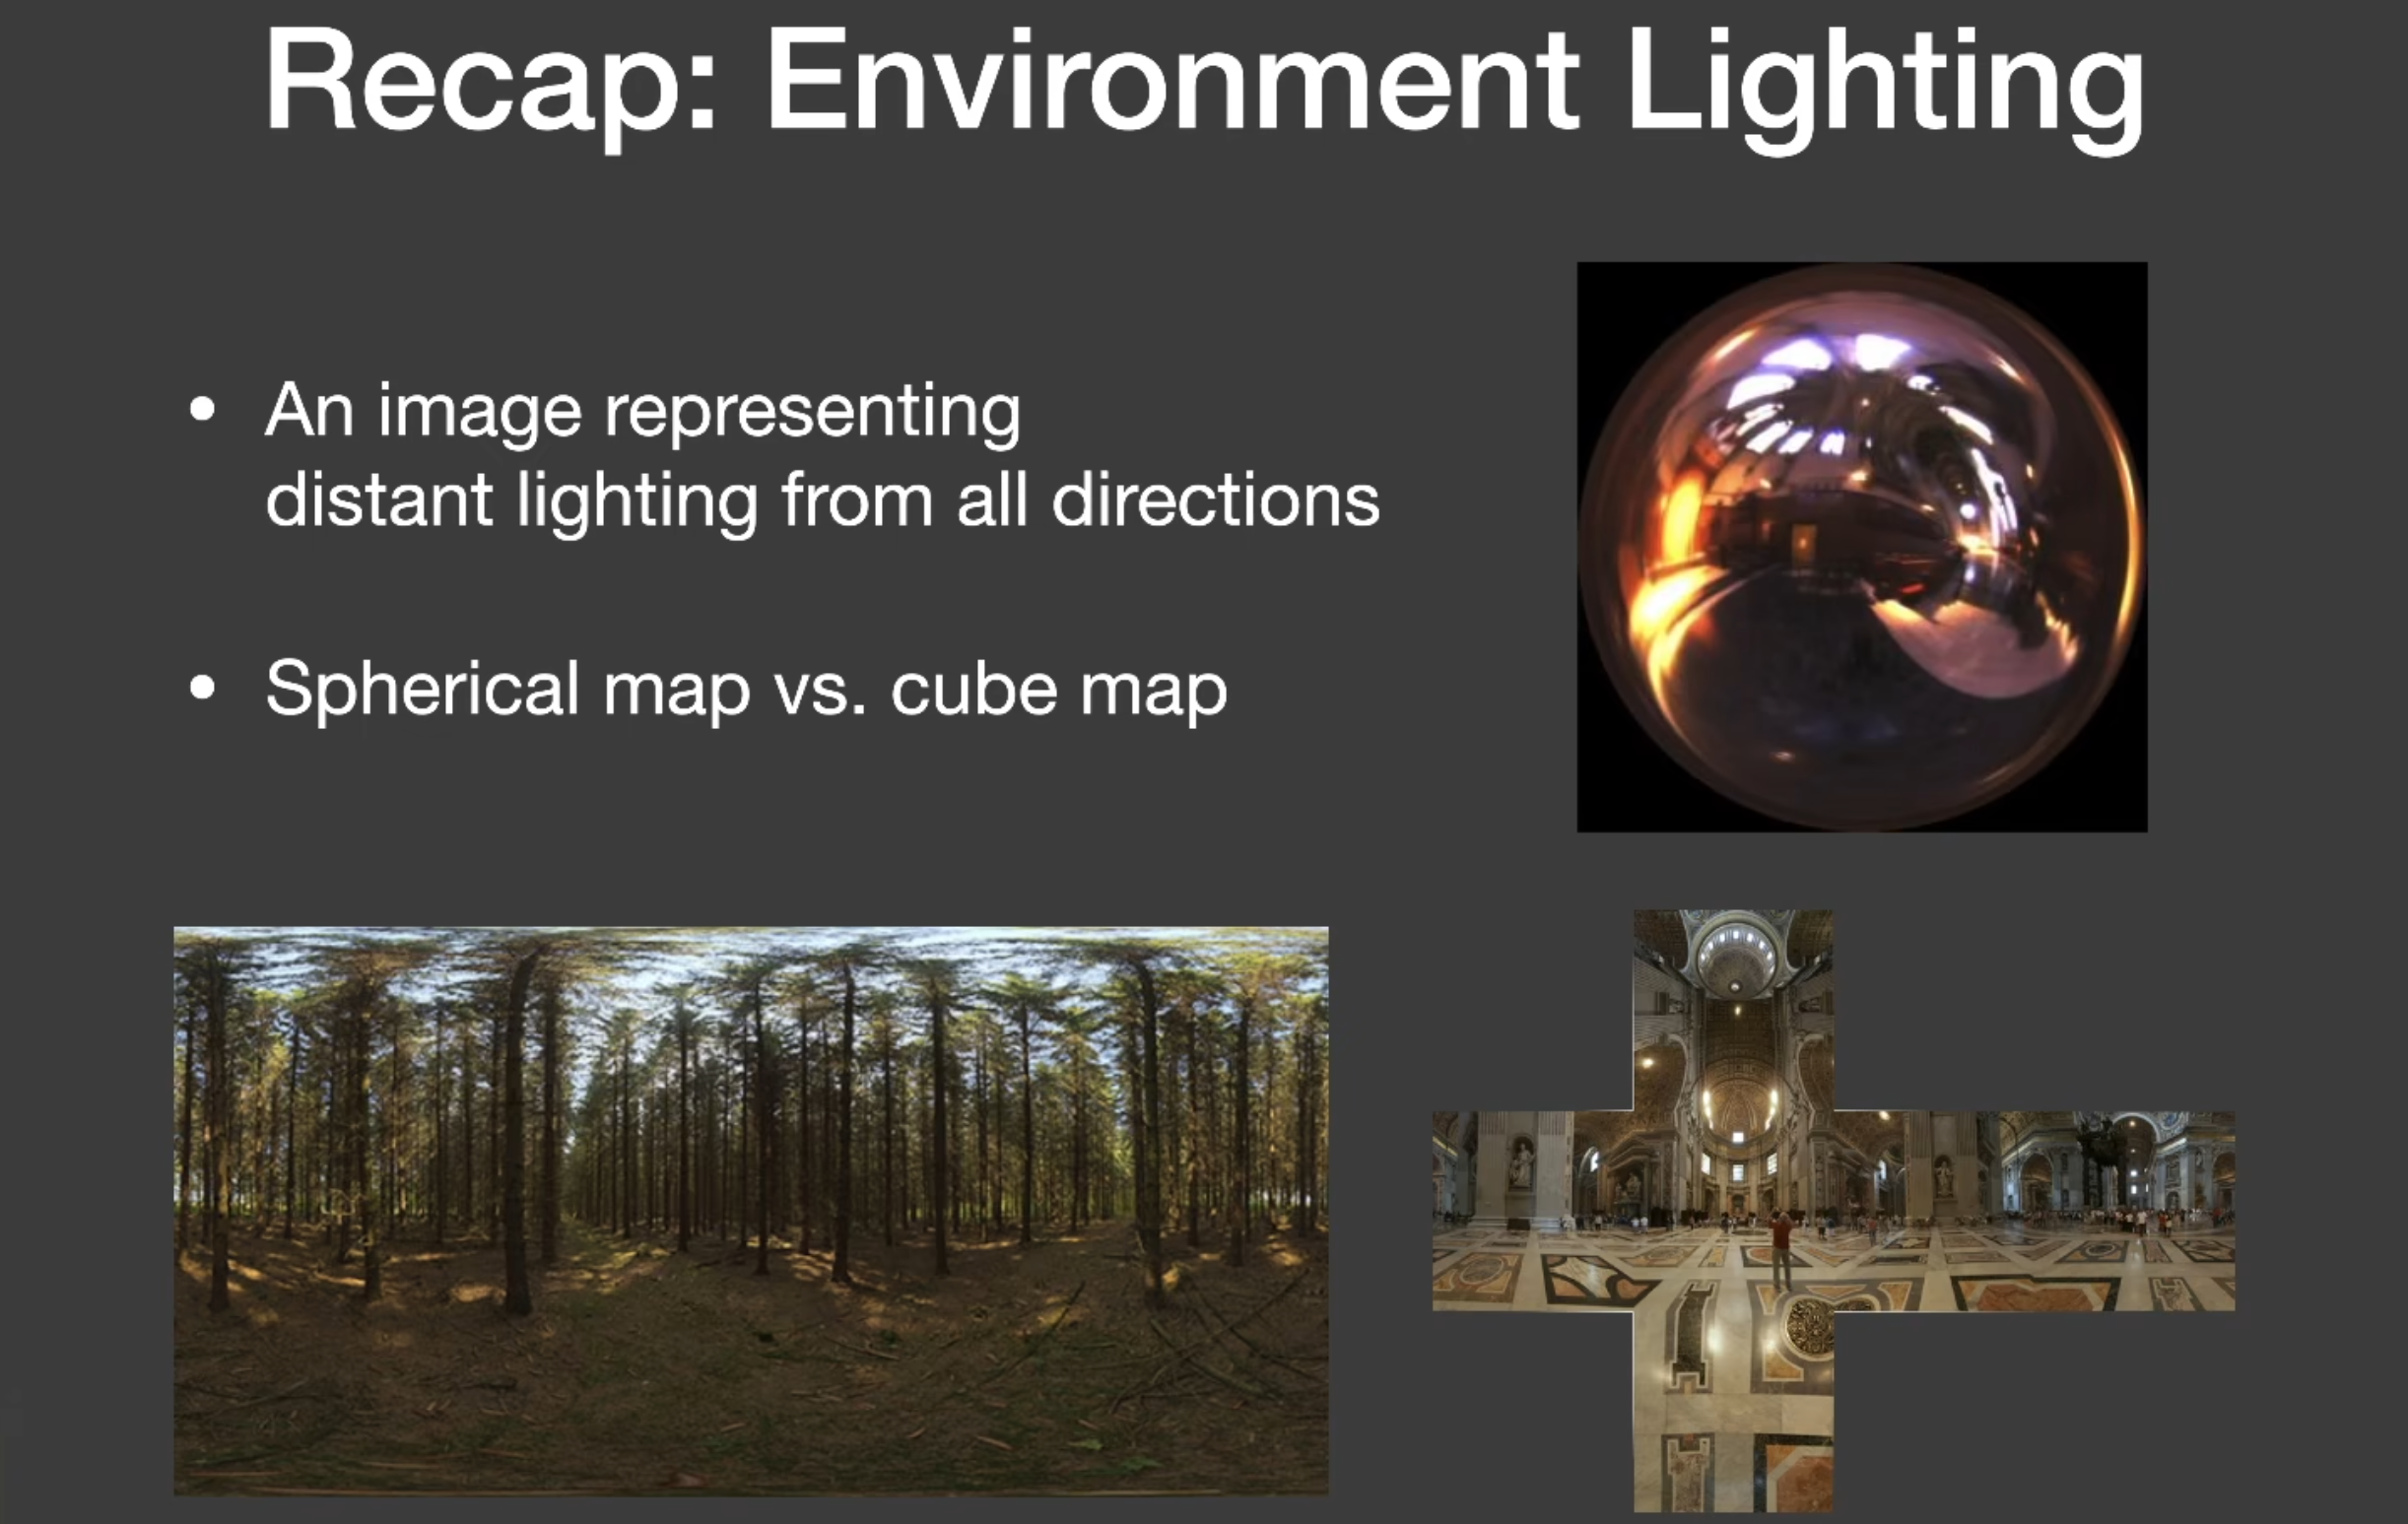 Recap: Environment Lighting
• An image representing
distant lighting from all directions
• Spherical map vs. cube map